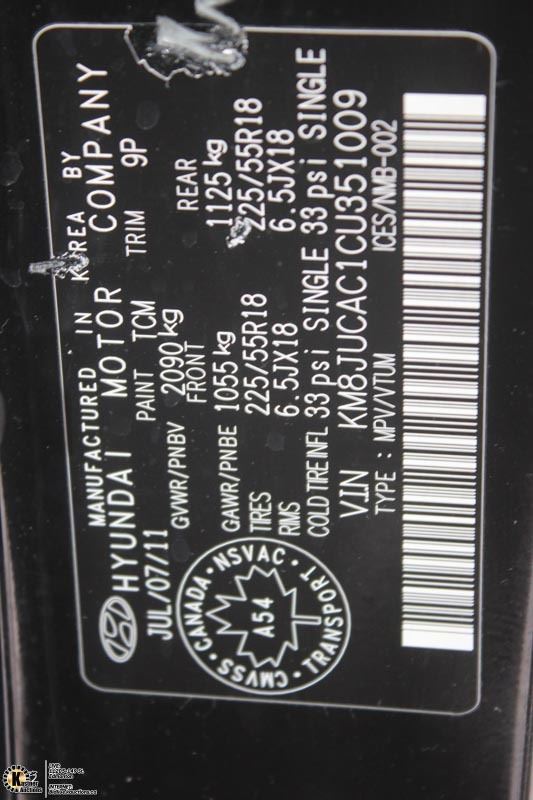 MANUFACTURED IN KOREA BY
HYUNDAI MOTOR COMPANY
JUL/07/11 PAINT TCM TRIM 9P
GVWR/PNBV 2090 kg
FRONT REAR
GAWR/PNBE 1055 kg 1125 kg
TIRES 225/55R18 225/55R18
RIMS 6.5JX18 6.5JX18
COLD TIRE INFL 33 psi SINGLE 33 psi SINGLE
VIN KM8JUCAC1CU351009
TYPE : MPV/VTUM ICES/NMB-002
CANADA · NSVAC · TRANSPORT · CMVSS ·
A54